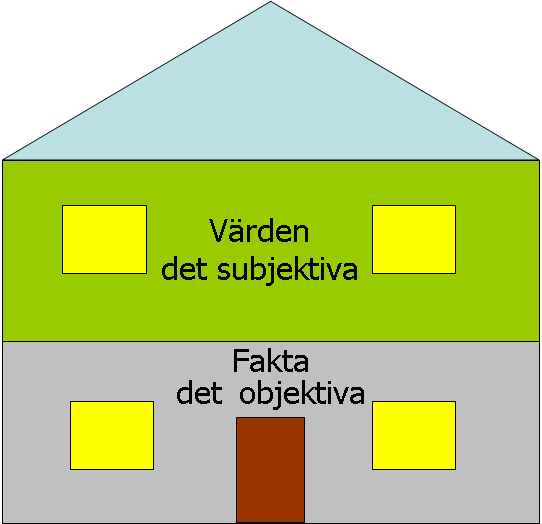 Värden
det subjektiva
Fakta
det objektiva